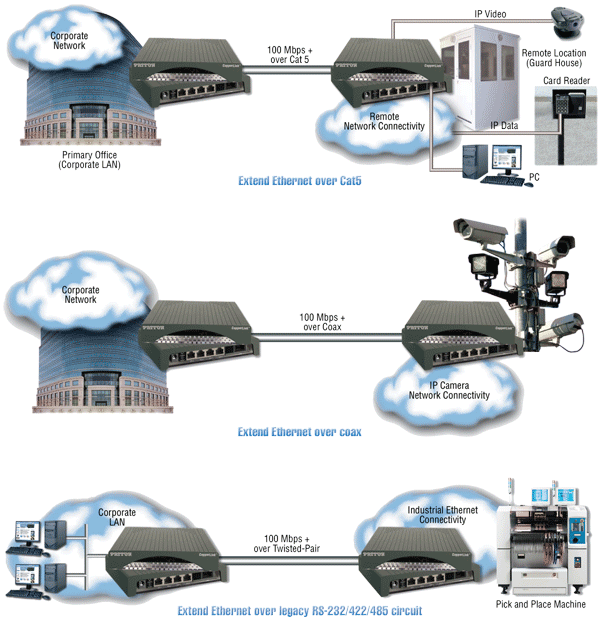 Corporate
Network
PATTON
100 Mbps +
over Cat 5
IP Video
Remote Location
(Guard House)
Card Reader
Remote
Network Connectivity
IP Data
PC
Primary Office
(Corporate LAN)
Extend Ethernet over Cat5
Corporate
Network
PATTON
100 Mbps +
over Coax
IP Camera
Network Connectivity
Extend Ethernet over coax
Corporate
LAN
PATTON
100 Mbps +
over Twisted-Pair
Industrial Ethernet
Connectivity
Pick and Place Machine
Extend Ethernet over legacy RS-232/422/485 circuit